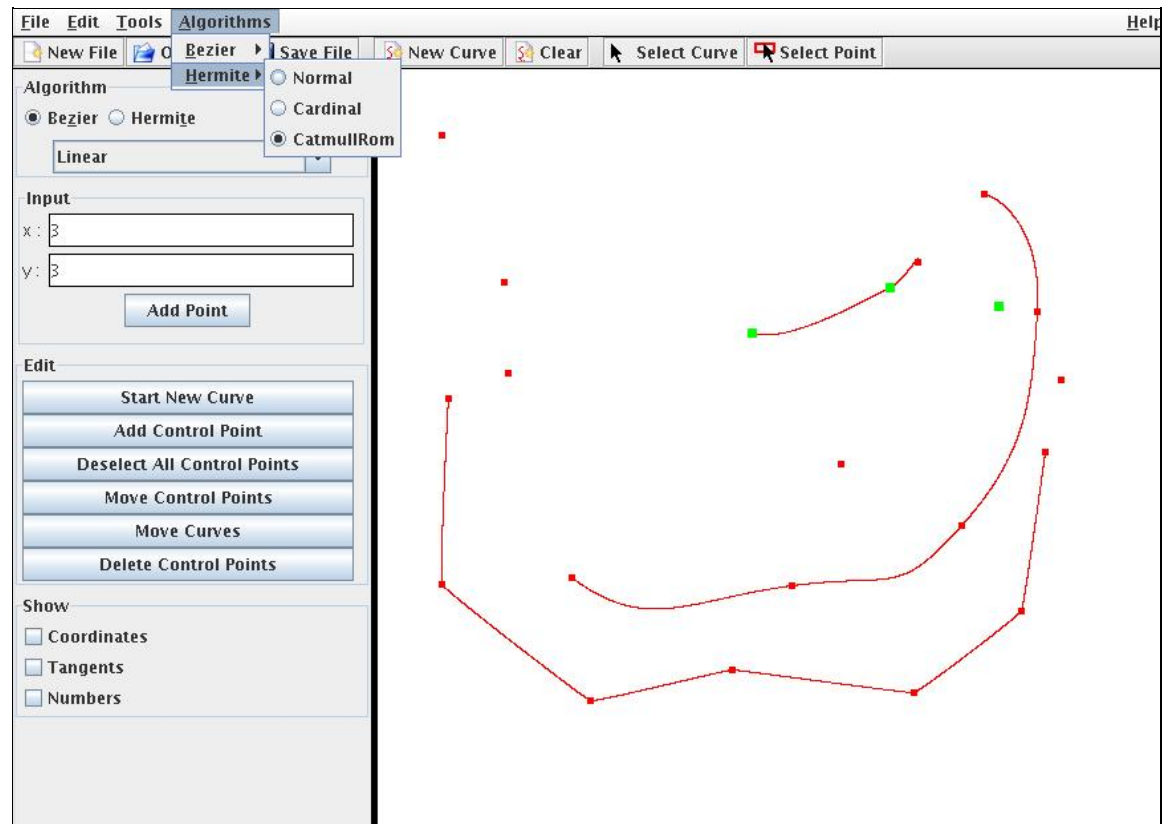 File Edit Tools Algorithms Help
New File O Bezier Save File New Curve Clear Select Curve Select Point
Hermite Normal
Algorithm
Cardinal
Bezier Hermite
CatmullRom
Linear
Input
x: 3
y: 3
Add Point
Edit
Start New Curve
Add Control Point
Deselect All Control Points
Move Control Points
Move Curves
Delete Control Points
Show
Coordinates
Tangents
Numbers